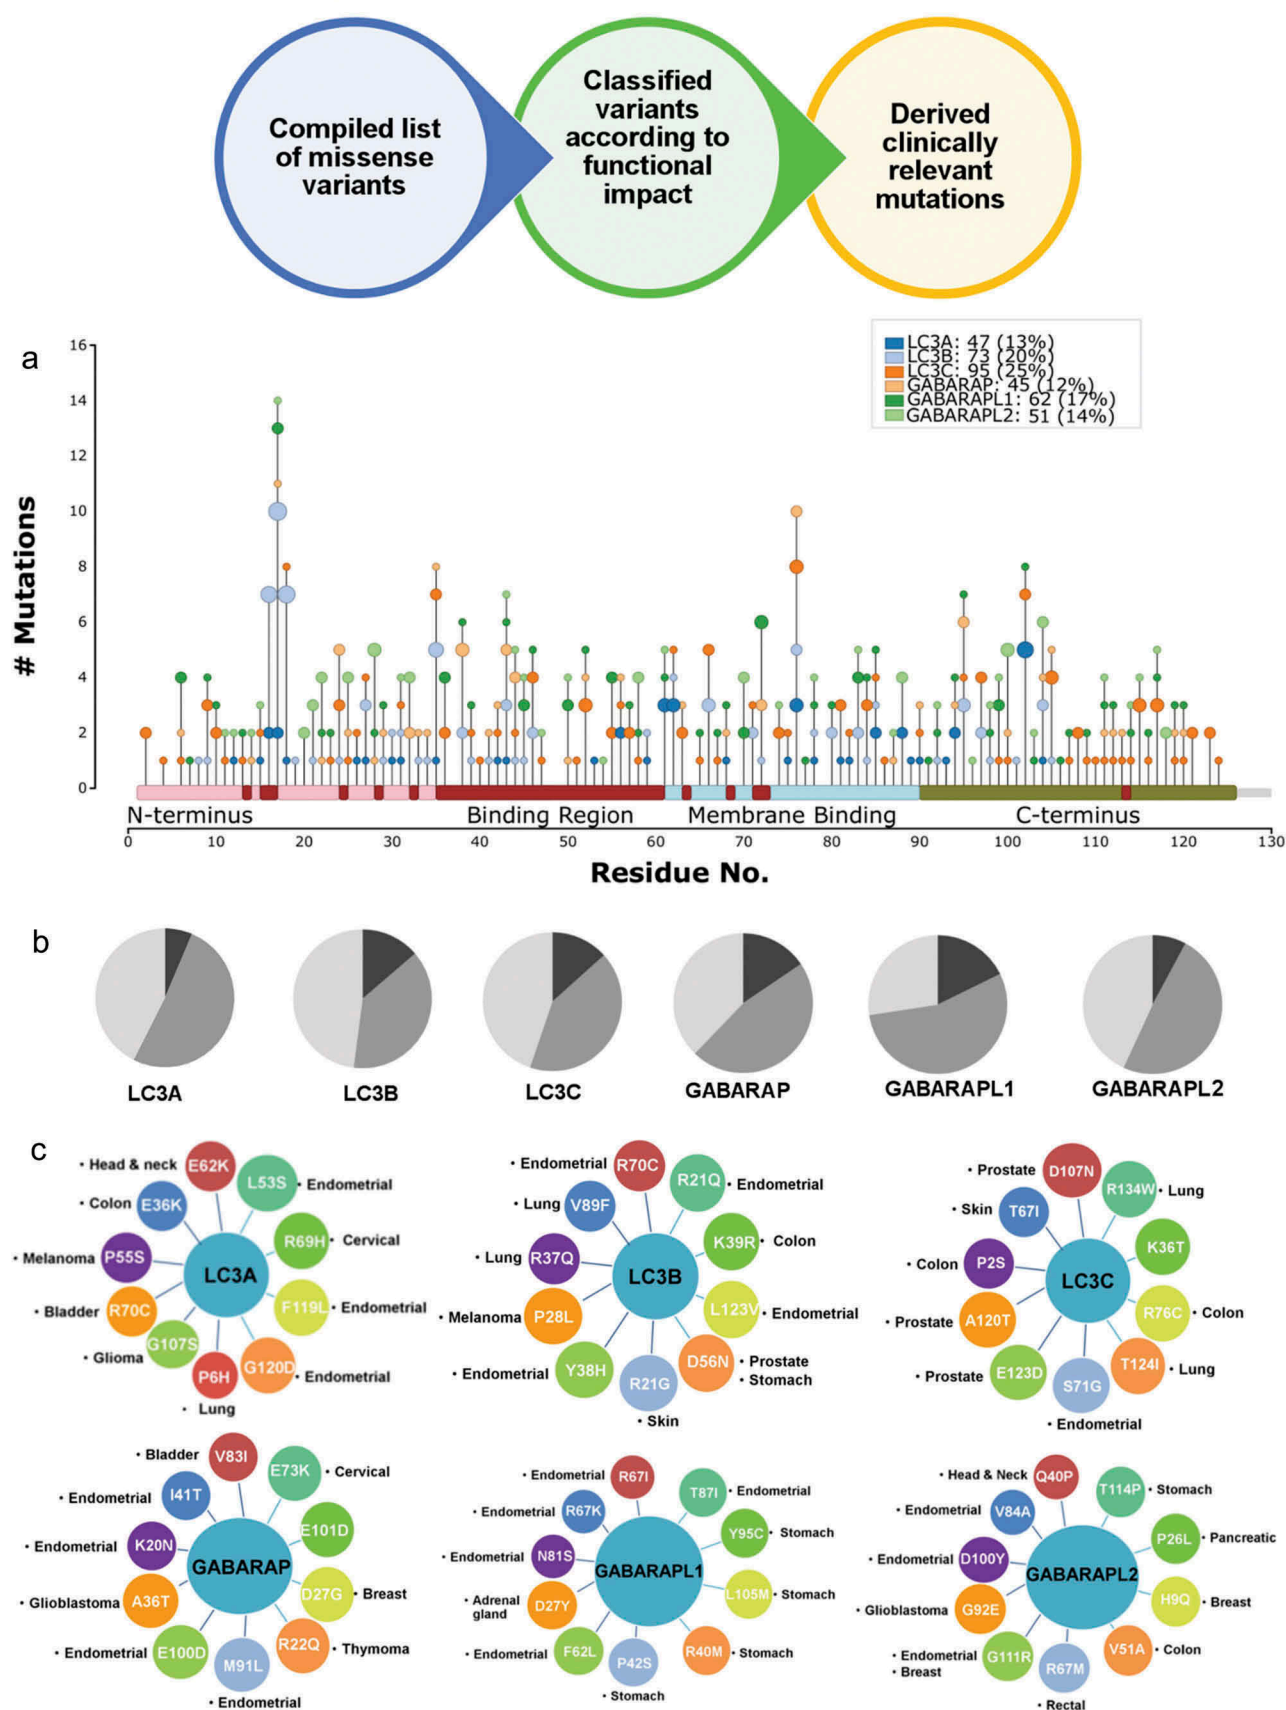 Compiled list
of missense
variants
Classified
variants
according to
functional
impact
Derived
clinically
relevant
mutations
a
LC3A: 47 (13%)
LC3B: 73 (20%)
LC3C: 95 (25%)
GABARAP: 45 (12%)
GABARAPL1: 62 (17%)
GABARAPL2: 51 (14%)
# Mutations
16
14
12
10
8
6
4
2
0
N-terminus
Binding Region
Membrane Binding
C-terminus
0 10 20 30 40 50 60 70 80 90 100 110 120 130
Residue No.
b
LC3A
LC3B
LC3C
GABARAP
GABARAPL1
GABARAPL2
c
LC3A
• Head & neck E62K
L53S • Endometrial
• Colon E36K
R69H • Cervical
• Melanoma P55S
F119L • Endometrial
• Bladder R70C
G107S
• Glioma
P6H
• Lung
G120D • Endometrial
LC3B
• Endometrial R70C
R21Q • Endometrial
• Lung V89F
K39R • Colon
• Lung R37Q
L123V • Endometrial
• Melanoma P28L
D56N • Prostate
• Stomach
• Endometrial Y38H
R21G
• Skin
LC3C
• Prostate D107N
R134W • Lung
• Skin T67I
K36T
• Colon P2S
R76C • Colon
• Prostate A120T
T124I • Lung
• Prostate E123D
S71G
• Endometrial
GABARAP
• Bladder V83I
E73K • Cervical
• Endometrial I41T
E101D
• Endometrial K20N
D27G • Breast
• Glioblastoma A36T
R22Q • Thymoma
• Endometrial E100D
M91L
• Endometrial
GABARAPL1
• Endometrial R67I
T87I • Endometrial
• Endometrial R67K
Y95C • Stomach
• Endometrial N81S
L105M • Stomach
• Adrenal
gland
D27Y
R40M • Stomach
• Endometrial F62L
P42S
• Stomach
GABARAPL2
• Head & Neck Q40P
T114P • Stomach
• Endometrial V84A
P26L • Pancreatic
• Endometrial D100Y
H9Q • Breast
• Glioblastoma G92E
V51A • Colon
• Endometrial
• Breast
G111R
R67M
• Rectal